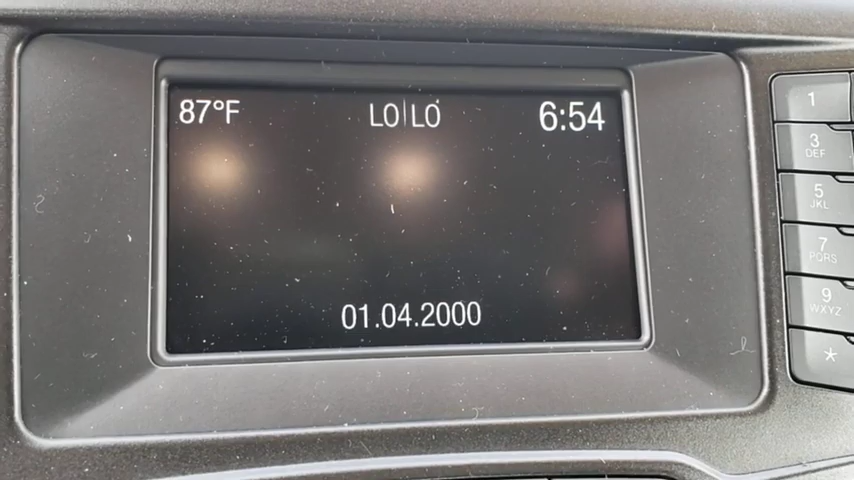 87°F LO|LO 6:54
01.04.2000
1
3
DEF
5
JKL
7
PQRS
9
WXYZ
*